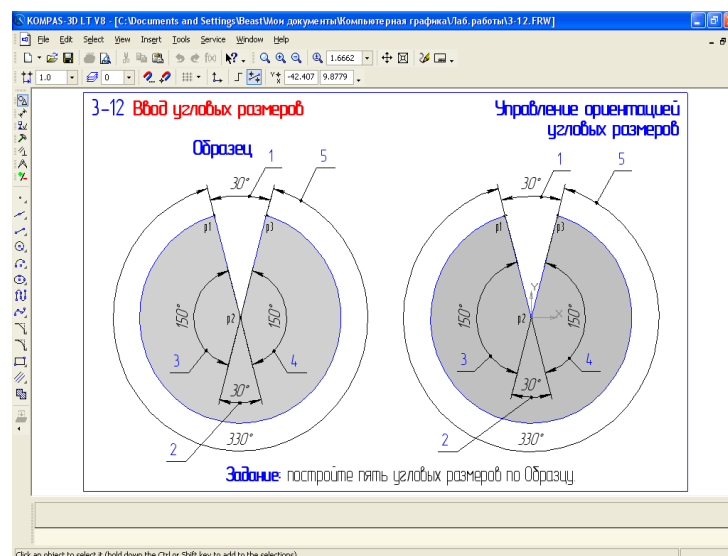 KOMPAS-3D LT V8 - [C:\Documents and Settings\Beast\Мои документы\Компьютерная графика\Лаб.работы\3-12.FRW]
File Edit Select View Insert Tools Service Window Help
1.6662
1.0 0 -42.407 9.8779
3-12 Ввод угловых размеров
Управление ориентацией
угловых размеров
Образец
1 5 1 5
30° 30°
p1 p3 p1 p3
Y
150° p2 150° 150° p2 X 150°
3 4 3 4
30° 30°
2 330° 2 330°
Задание: постройте пять угловых размеров по Образцу.
Click an object to select it (hold down the Ctrl or Shift key to add to the selections)